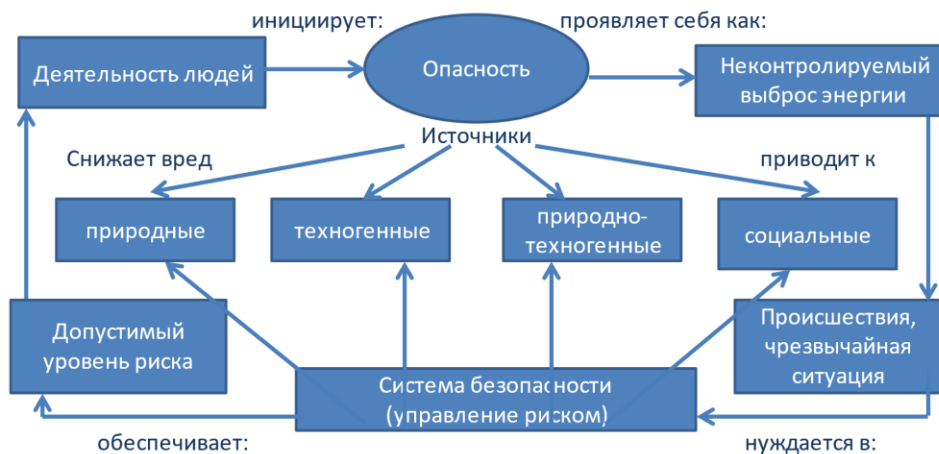 инициирует:
проявляет себя как:
Деятельность людей
Опасность
Неконтролируемый
выброс энергии
Источники
Снижает вред
приводит к
природные
техногенные
природно-
техногенные
социальные
Допустимый
уровень риска
Происшествия,
чрезвычайная
ситуация
Система безопасности
(управление риском)
обеспечивает:
нуждается в: